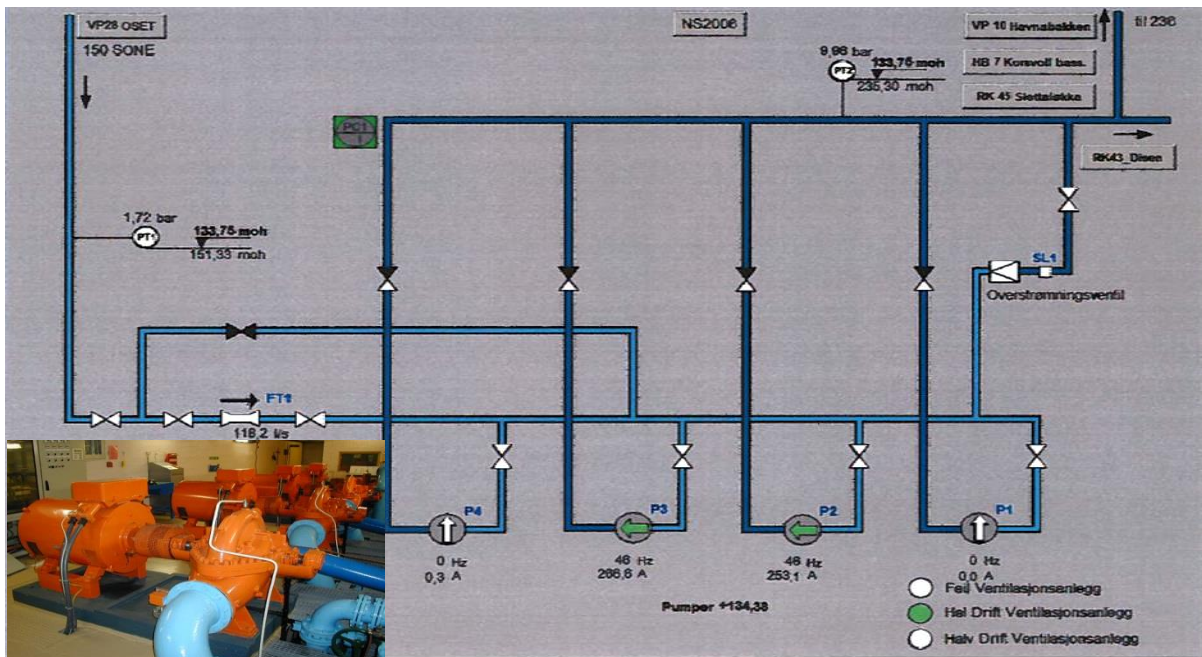 VP28 OSET
150 SONE
NS2006
VP 10 Havnabakken
til 236
HB 7 Korsvoll bass.
RK 45 Slettaløkka
9,96 bar
PT2
133,75 moh
235,30 moh
PC1
RK43_Disen
1,72 bar
PT1
133,75 moh
151,33 moh
SL1
Overstrømningsventil
FT1
118,2 l/s
P4
0 Hz
0,3 A
P3
46 Hz
266,6 A
P2
46 Hz
253,1 A
P1
0 Hz
0,0 A
Pumper +134,38
Feil Ventilasjonsanlegg
Hel Drift Ventilasjonsanlegg
Halv Drift Ventilasjonsanlegg